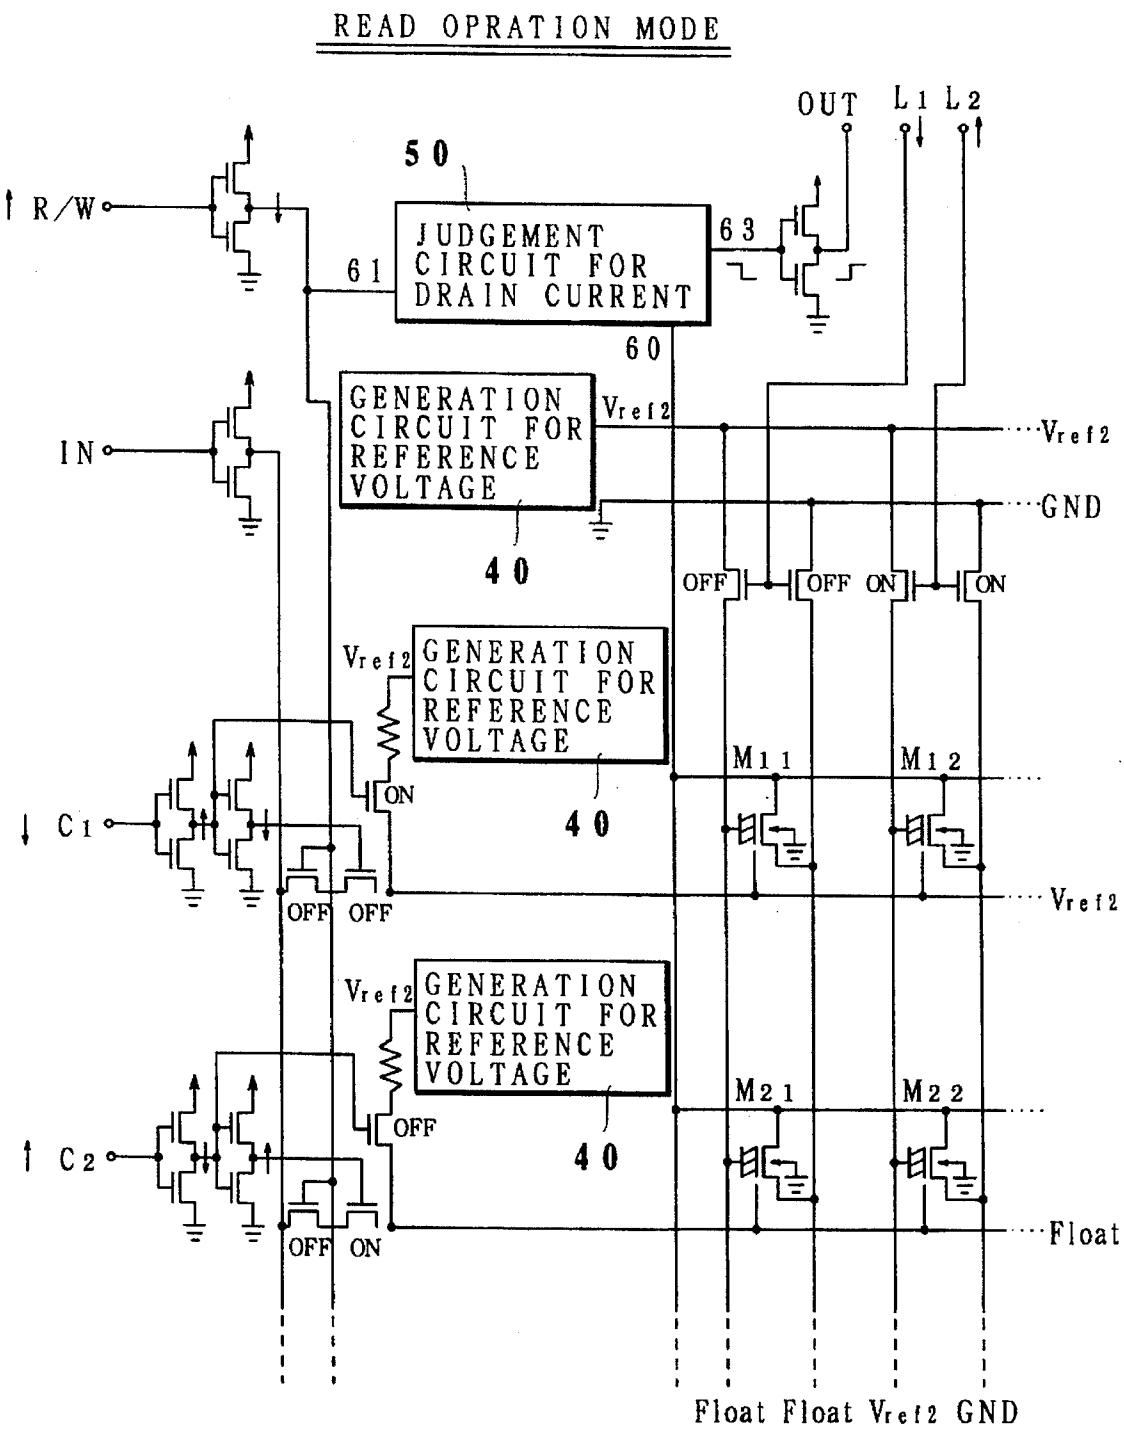 READ OPRATION MODE
OUT L1 L2
50
R/W
JUDGEMENT
CIRCUIT FOR
DRAIN CURRENT
61
63
60
IN
GENERATION
CIRCUIT FOR
REFERENCE
VOLTAGE
Vref2
Vref2
GND
40
OFF OFF ON ON
Vref2
GENERATION
CIRCUIT FOR
REFERENCE
VOLTAGE
M11 M12
ON
40
C1
OFF OFF
Vref2
Vref2
GENERATION
CIRCUIT FOR
REFERENCE
VOLTAGE
M21 M22
OFF
40
C2
OFF ON
Float
Float Float Vref2 GND